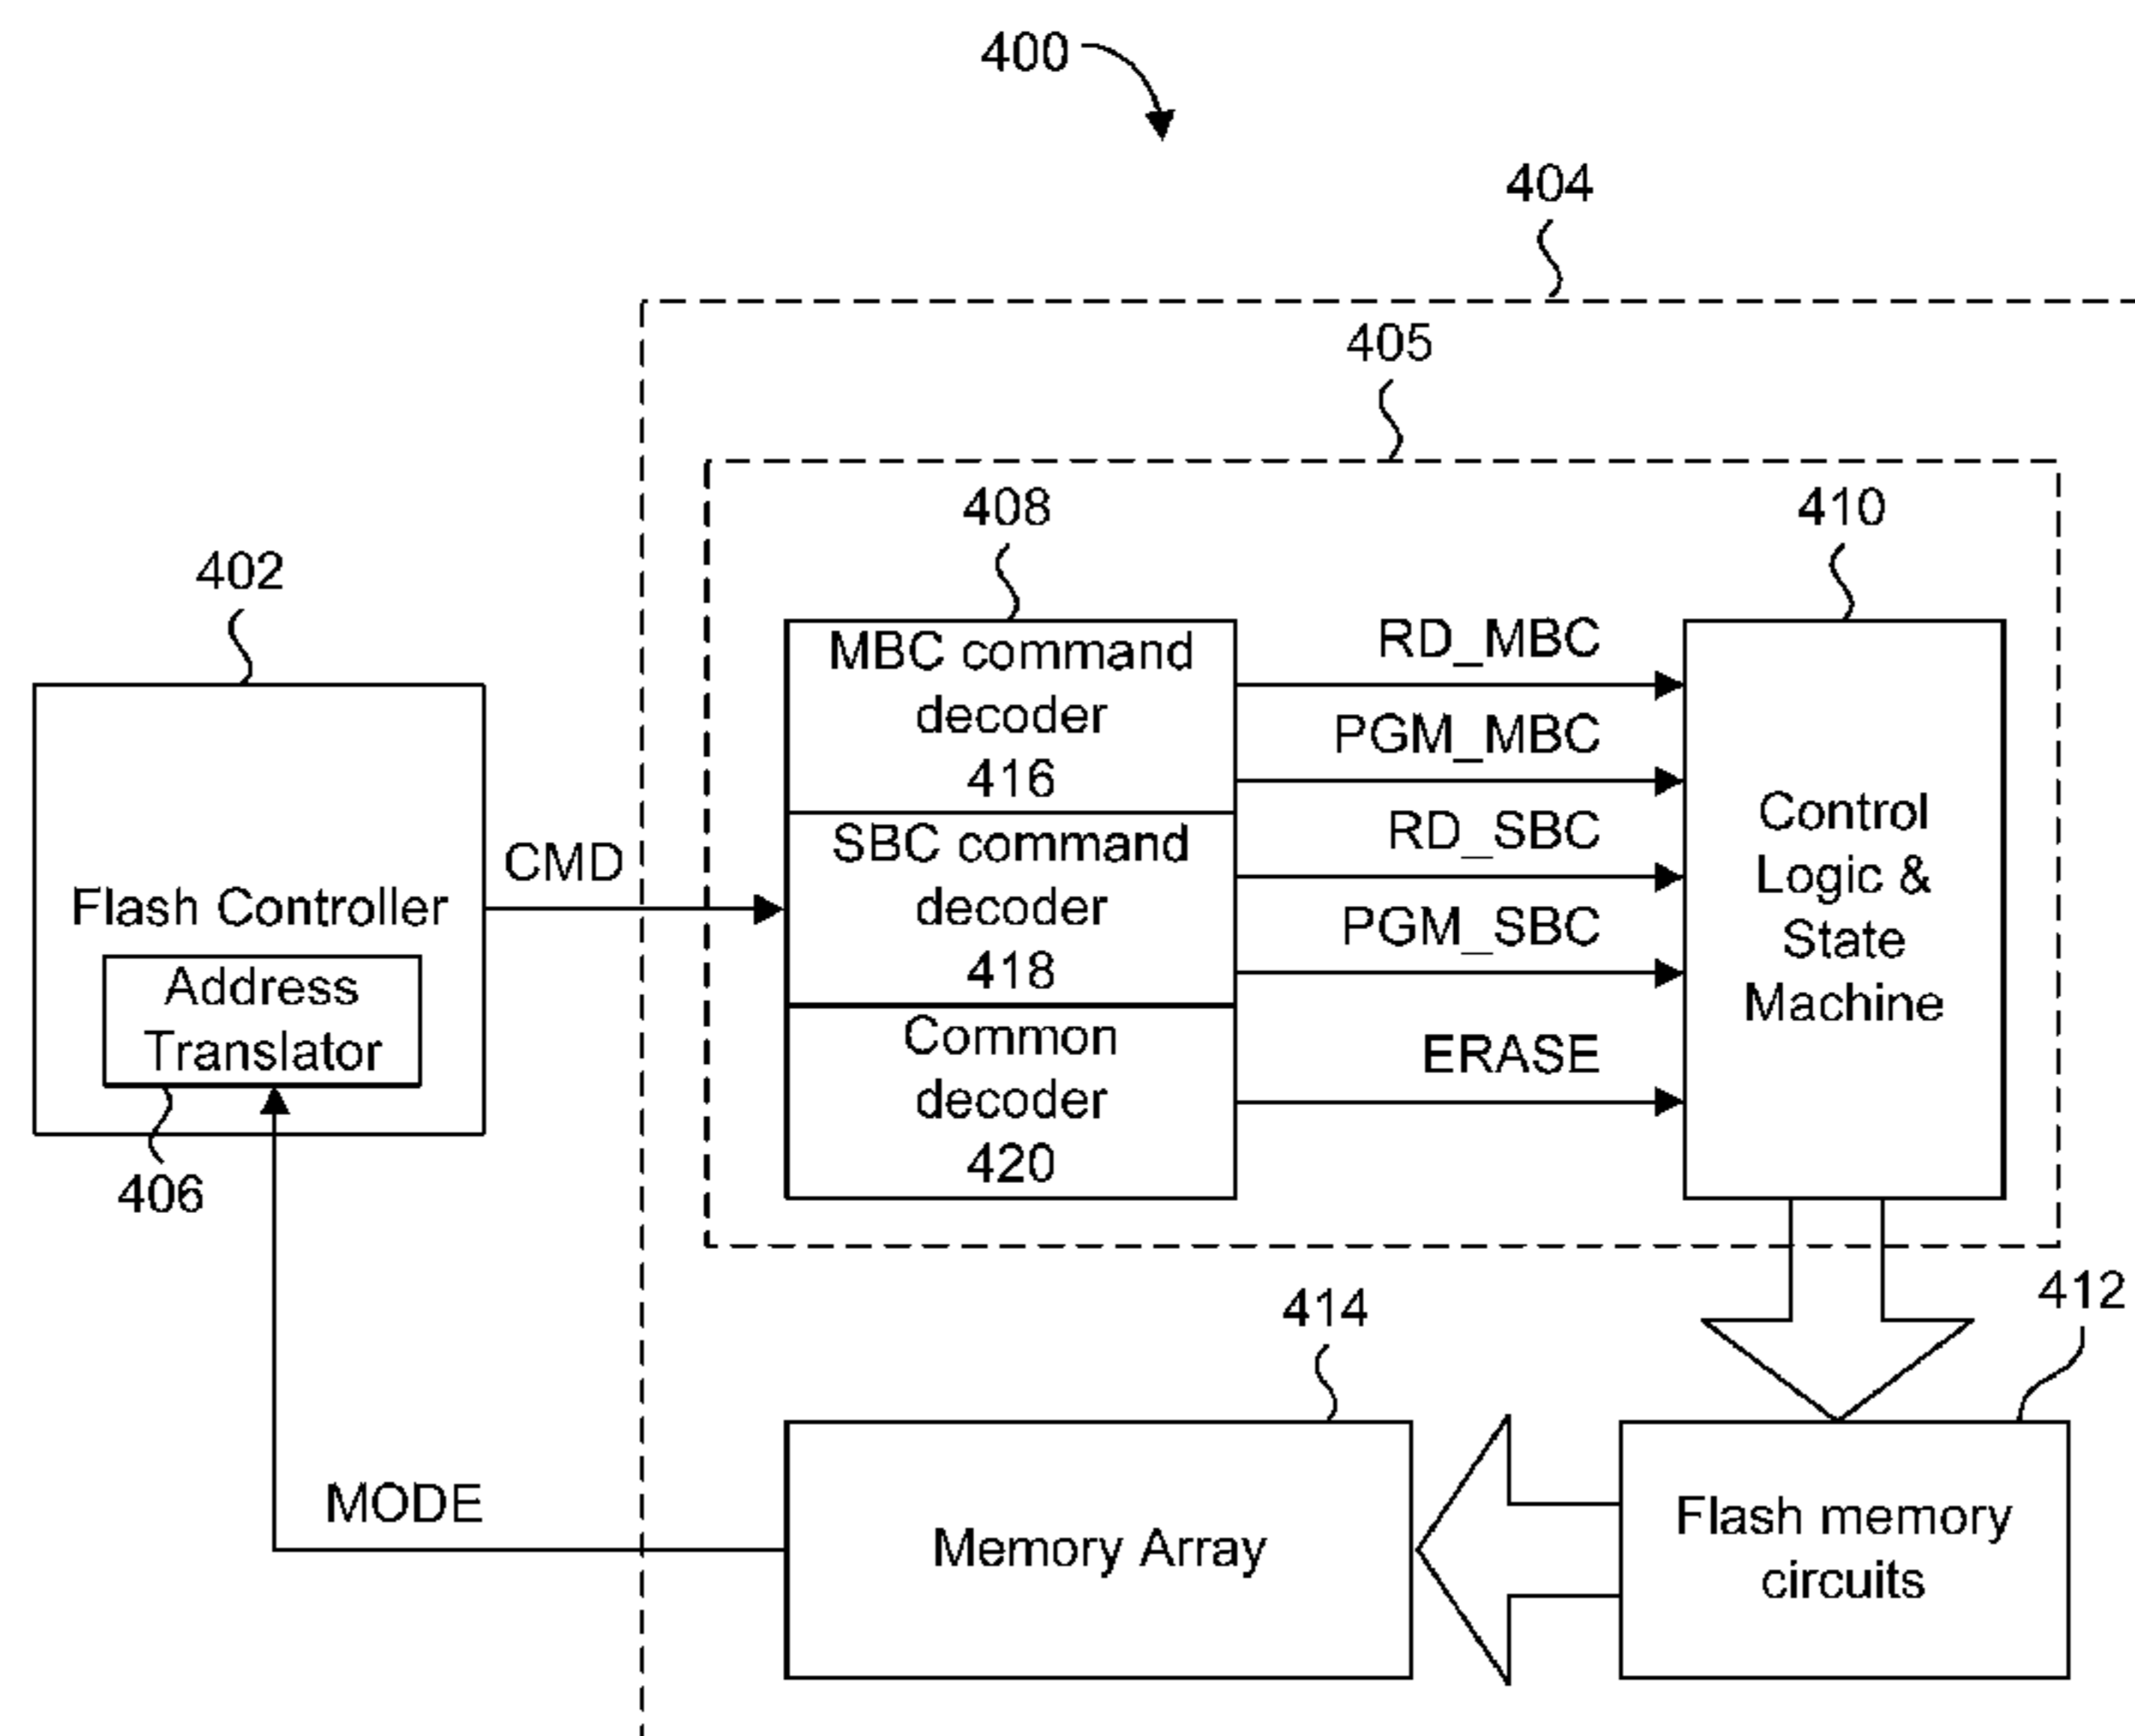 400
404
405
408
410
402
MBC command
decoder
416
SBC command
decoder
418
Common
decoder
420
RD_MBC
PGM_MBC
RD_SBC
PGM_SBC
ERASE
Control
Logic &
State
Machine
CMD
Flash Controller
Address
Translator
406
414
412
MODE
Memory Array
Flash memory
circuits